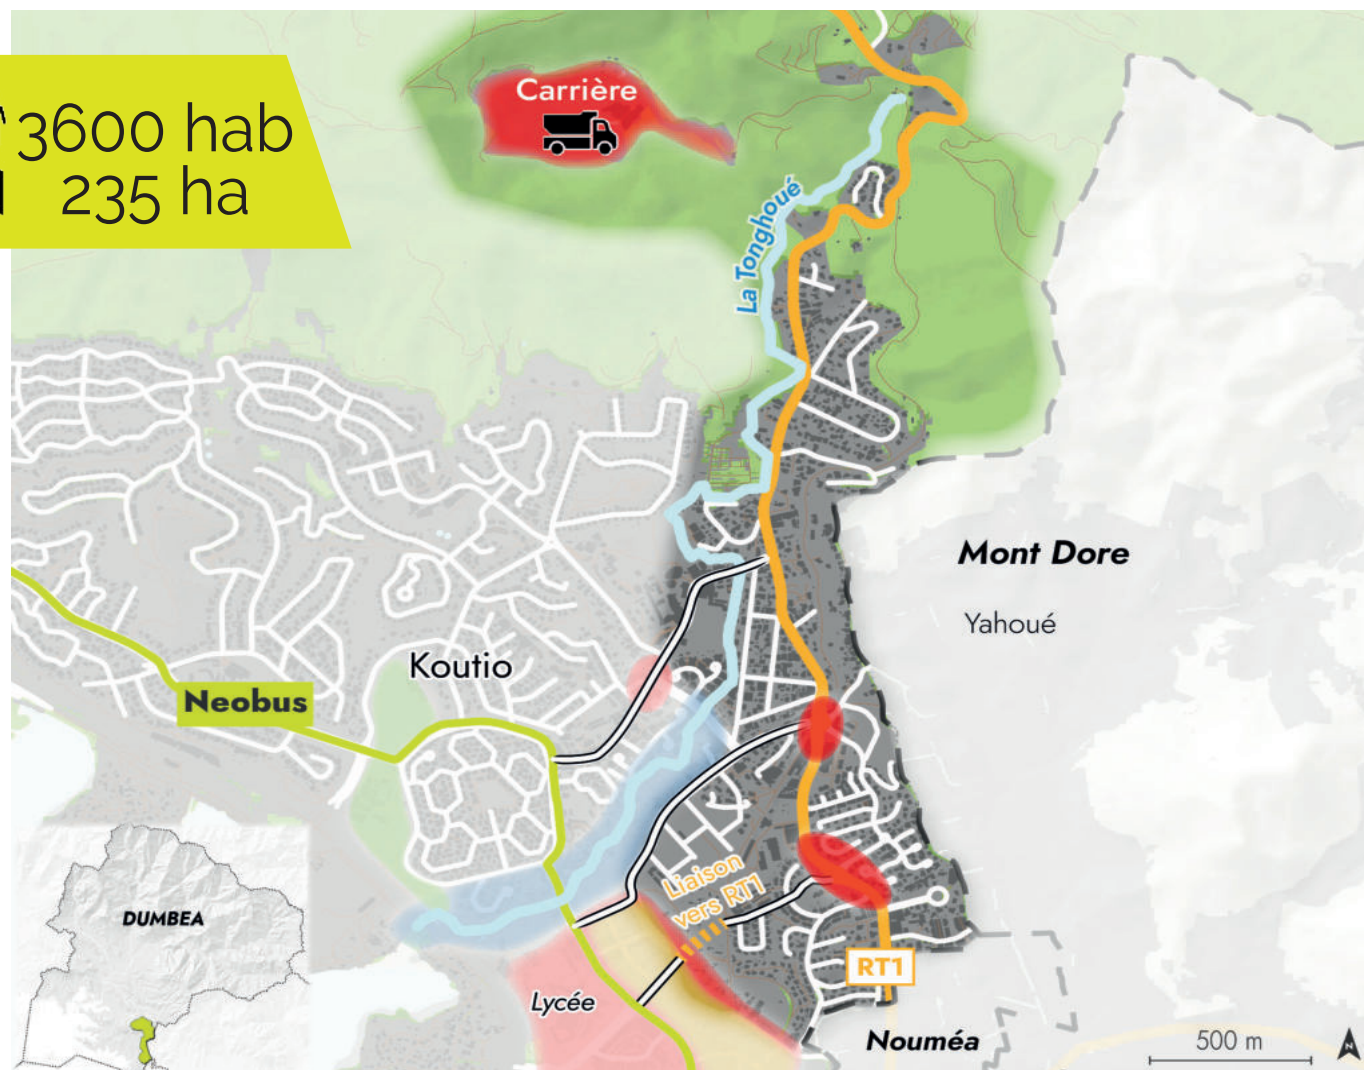 3600 hab
235 ha
Carrière
La Tonghoué
Mont Dore
Yahoué
Koutio
Neobus
Liaison
vers RT1
DUMBEA
RT1
Lycée
Nouméa
500 m
N